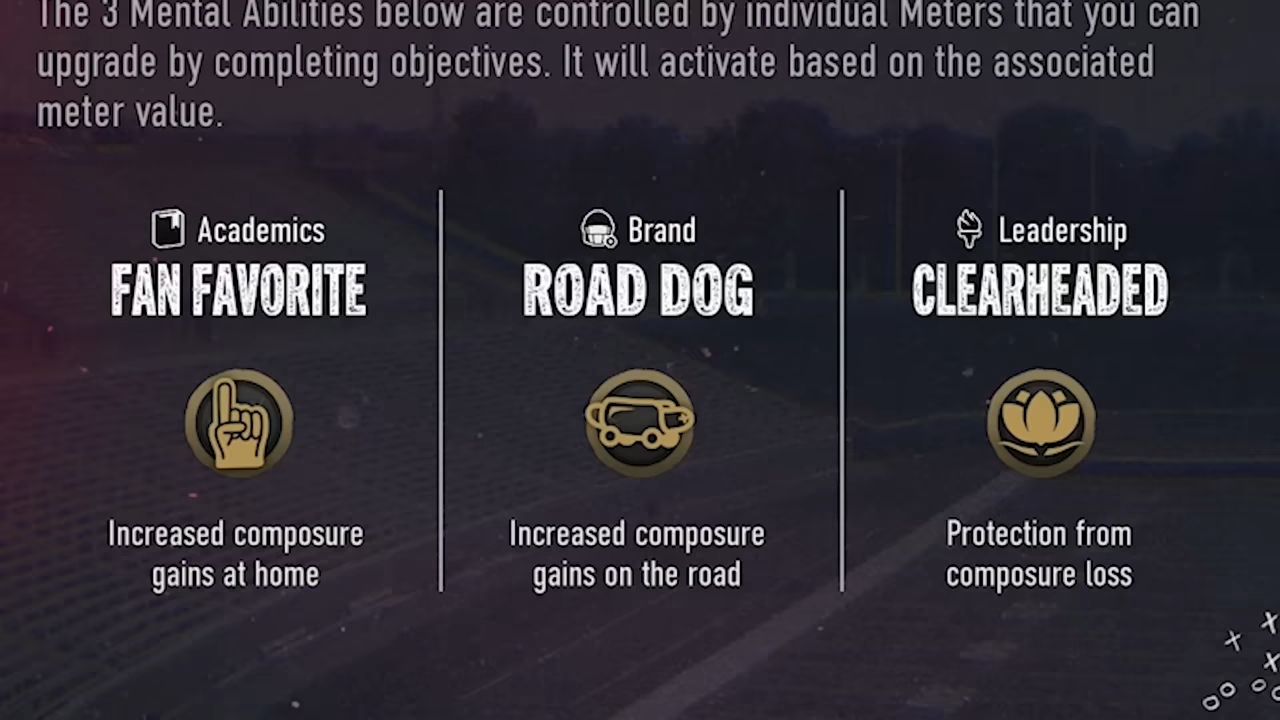 The 3 Mental Abilities below are controlled by individual Meters that you can
upgrade by completing objectives. It will activate based on the associated
meter value.
Academics
FAN FAVORITE
Increased composure
gains at home
Brand
ROAD DOG
Increased composure
gains on the road
Leadership
CLEARHEADED
Protection from
composure loss